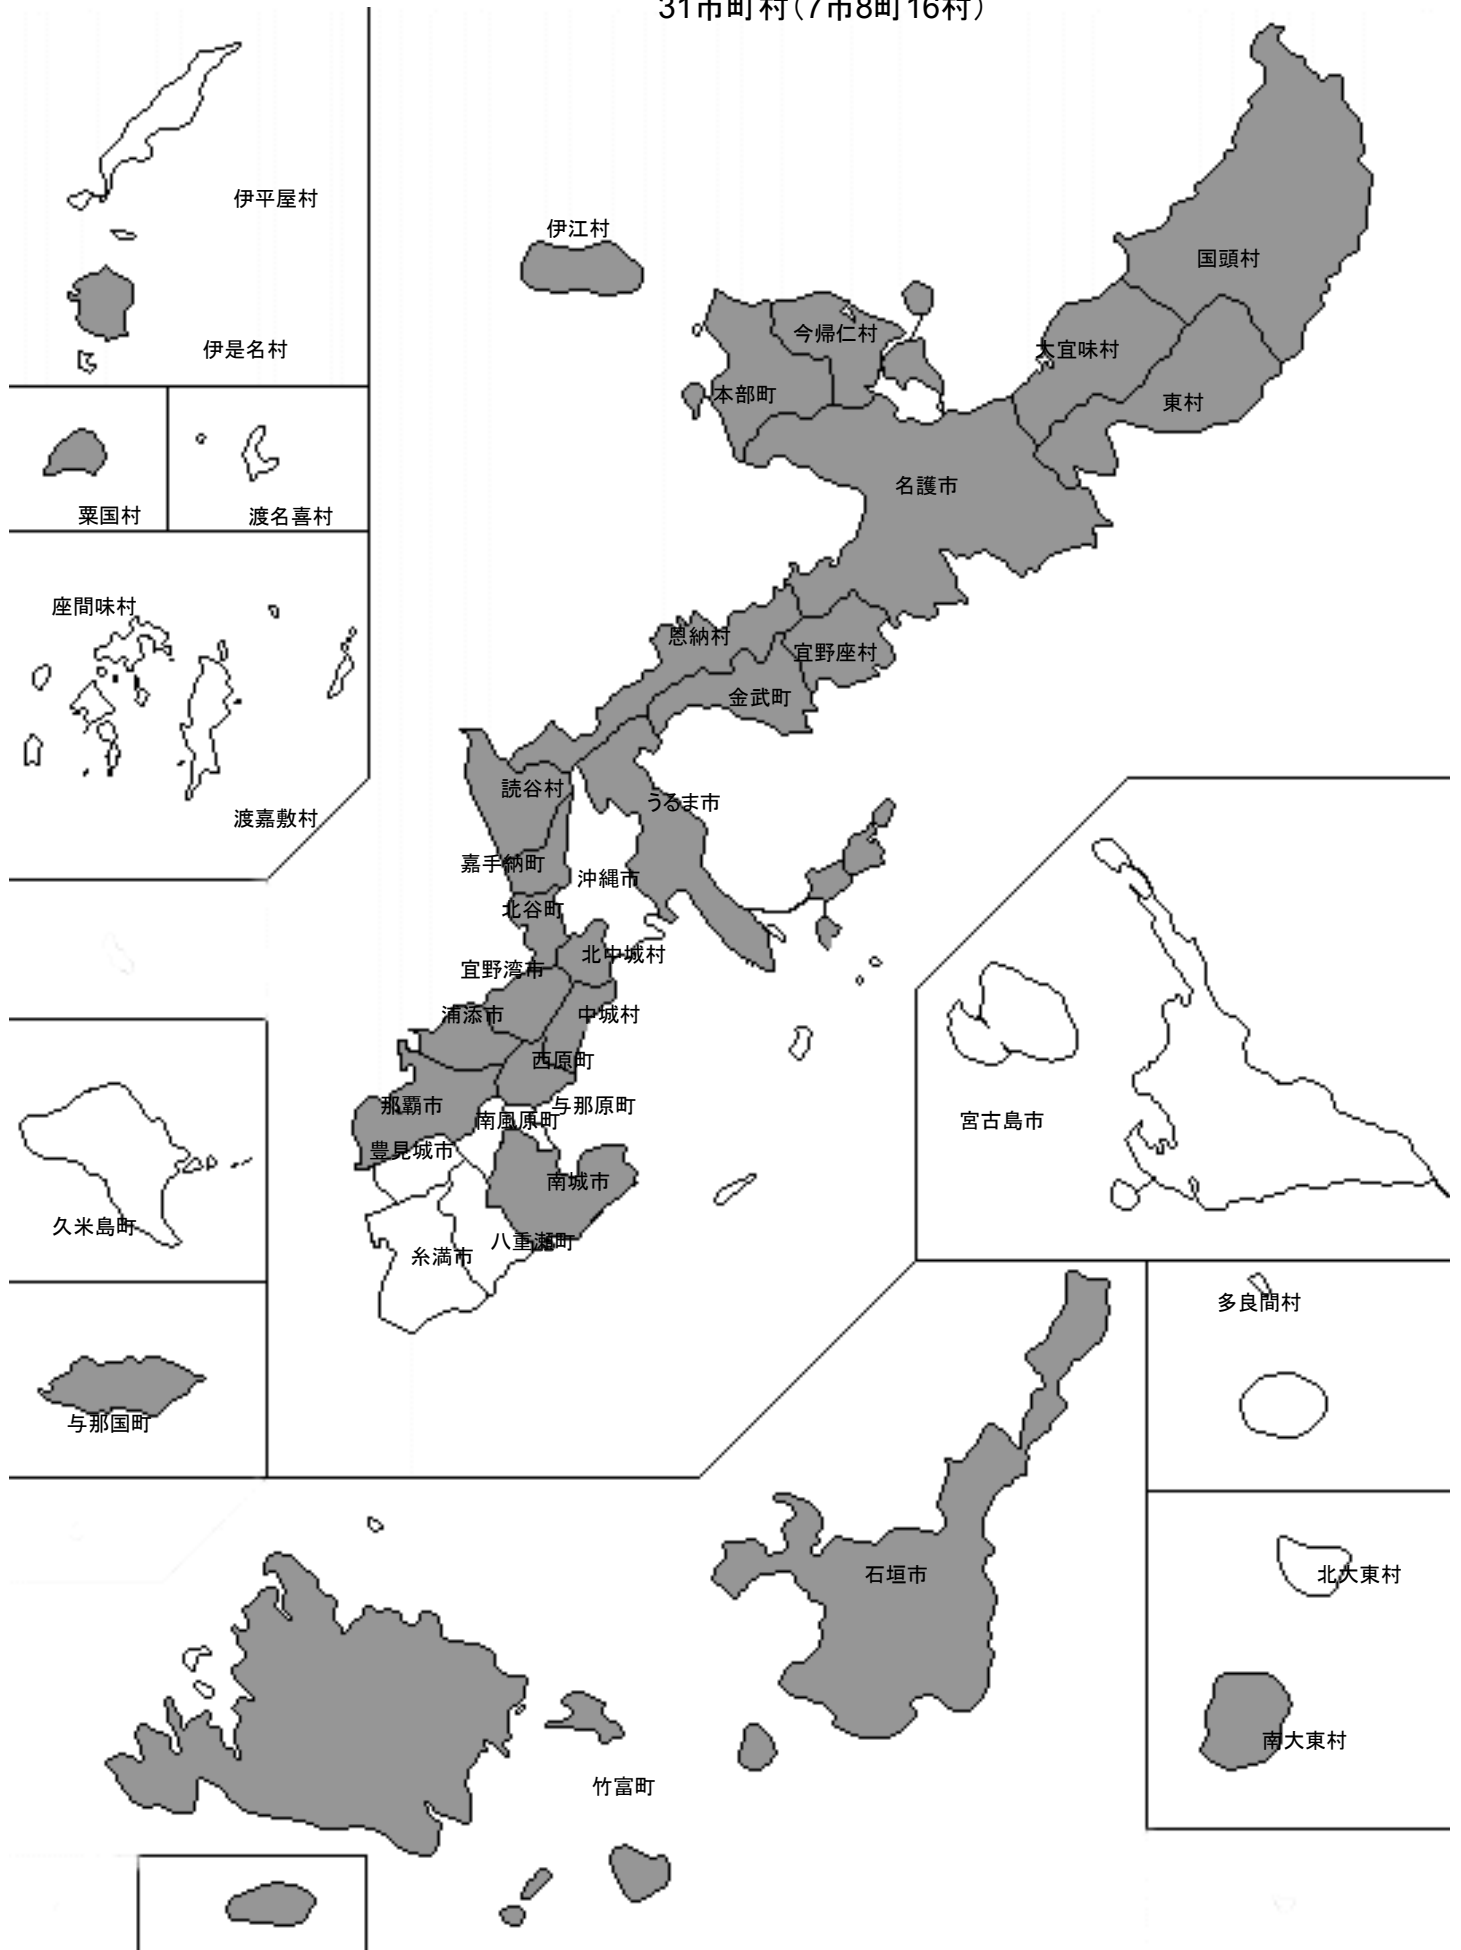 31市町村(7市8町16村)
伊平屋村
伊江村
国頭村
今帰仁村
伊是名村
大宜味村
本部町
東村
名護市
粟国村
渡名喜村
座間味村
恩納村
宜野座村
金武町
読谷村
うるま市
渡嘉敷村
嘉手納町
沖縄市
北谷町
北中城村
宜野湾市
浦添市
中城村
西原町
那覇市
与那原町
南風原町
宮古島市
豊見城市
南城市
久米島町
八重瀬町
糸満市
多良間村
与那国町
石垣市
北大東村
南大東村
竹富町